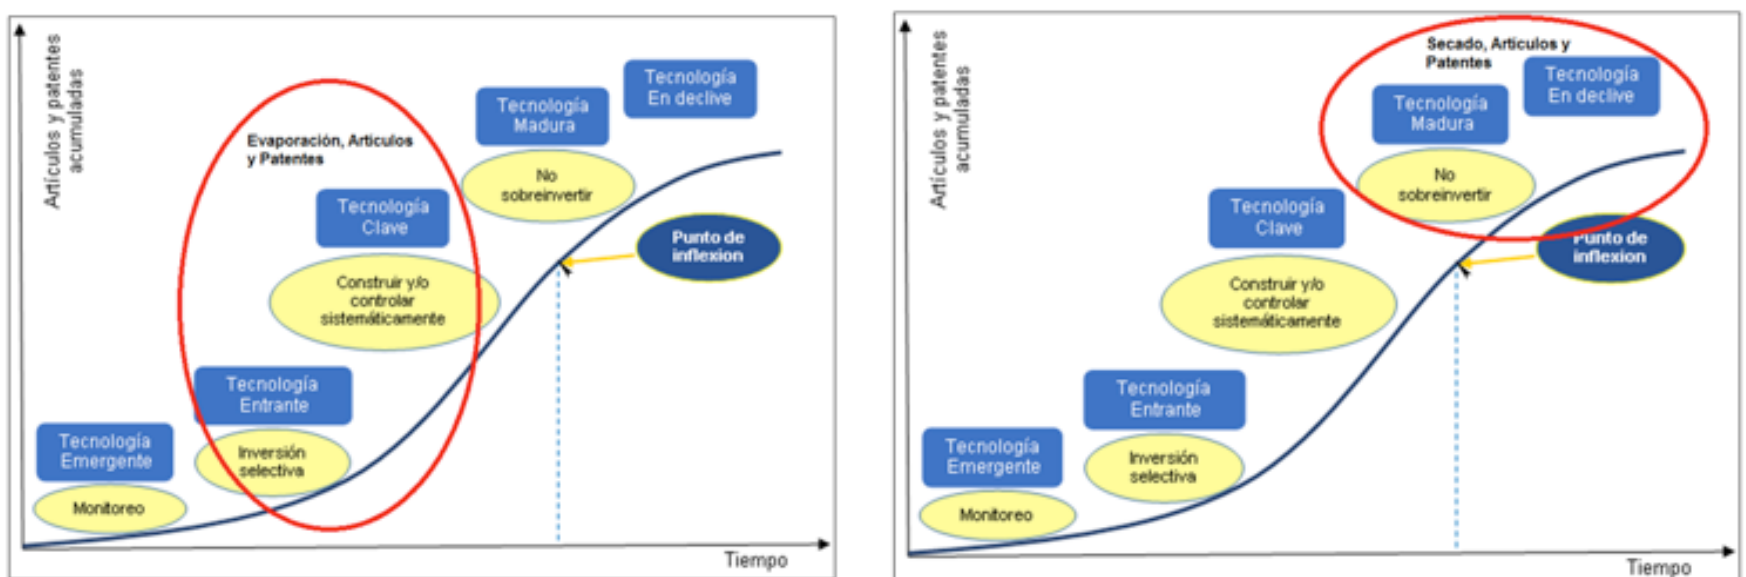 Artículos y patentes
acumuladas
Evaporación, Articulos
y Patentes
Tecnología
En declive
Tecnología
Madura
No
sobreinvertir
Tecnología
Clave
Punto de
inflexion
Construir y/o
controlar
sistemáticamente
Tecnología
Entrante
Inversión
selectiva
Tecnología
Emergente
Monitoreo
Tiempo
Artículos y patentes
acumuladas
Secado, Artículos y
Patentes
Tecnología
En declive
Tecnología
Madura
No
sobreinvertir
Tecnología
Clave
Punto de
inflexion
Construir y/o
controlar
sistemáticamente
Tecnología
Entrante
Inversión
selectiva
Tecnología
Emergente
Monitoreo
Tiempo